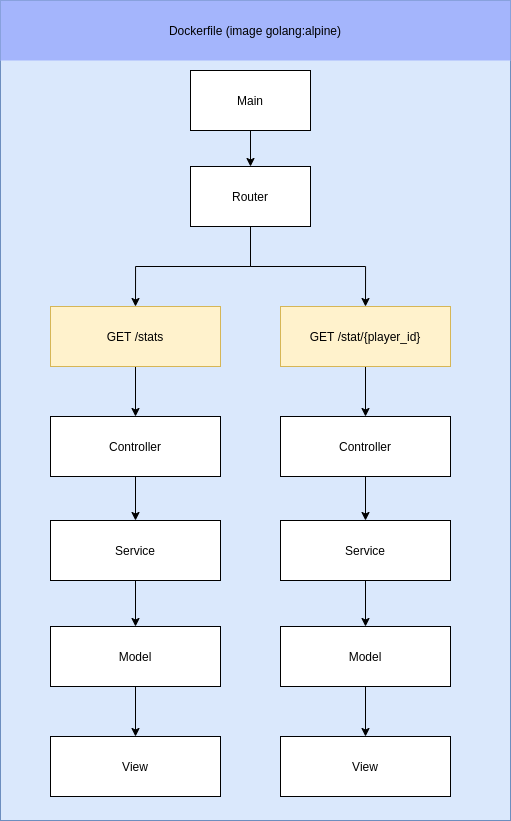 Dockerfile (image golang:alpine)
Main
Router
GET /stats
GET /stat/{player_id}
Controller
Controller
Service
Service
Model
Model
View
View